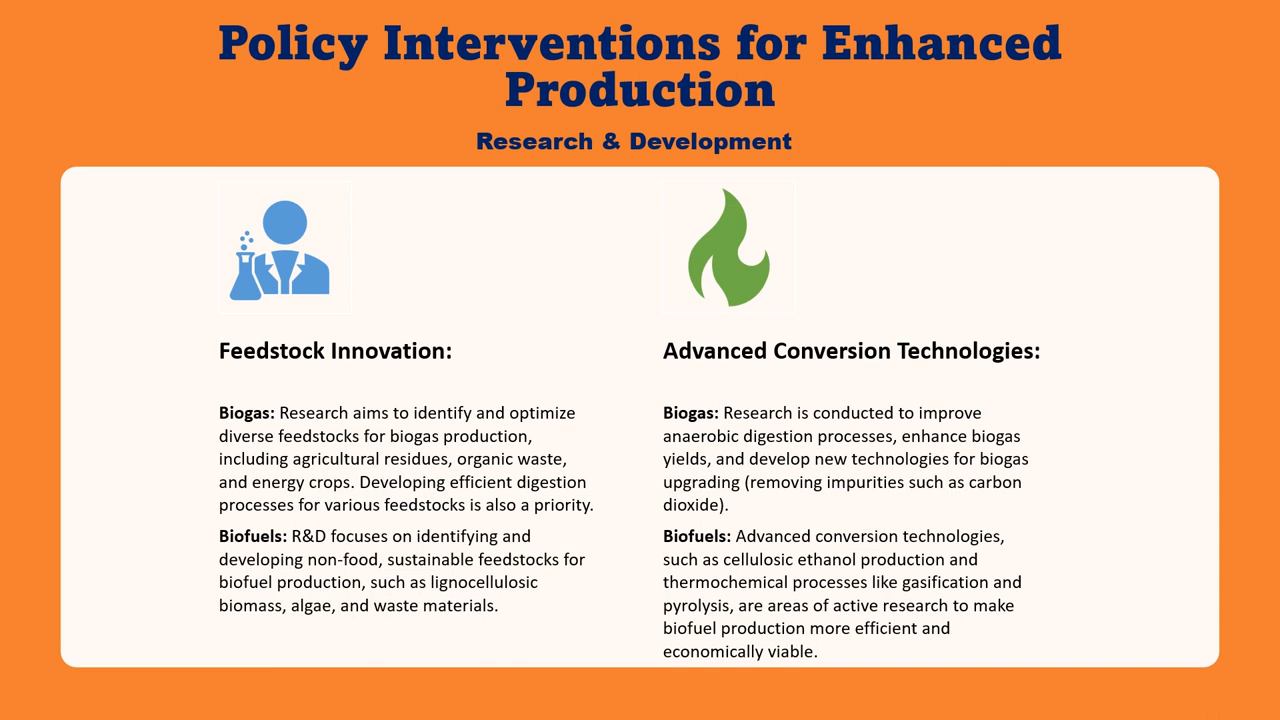 Policy Interventions for Enhanced
Production
Research & Development
Feedstock Innovation:
Biogas: Research aims to identify and optimize
diverse feedstocks for biogas production,
including agricultural residues, organic waste,
and energy crops. Developing efficient digestion
processes for various feedstocks is also a priority.
Biofuels: R&D focuses on identifying and
developing non-food, sustainable feedstocks for
biofuel production, such as lignocellulosic
biomass, algae, and waste materials.
Advanced Conversion Technologies:
Biogas: Research is conducted to improve
anaerobic digestion processes, enhance biogas
yields, and develop new technologies for biogas
upgrading (removing impurities such as carbon
dioxide).
Biofuels: Advanced conversion technologies,
such as cellulosic ethanol production and
thermochemical processes like gasification and
pyrolysis, are areas of active research to make
biofuel production more efficient and
economically viable.